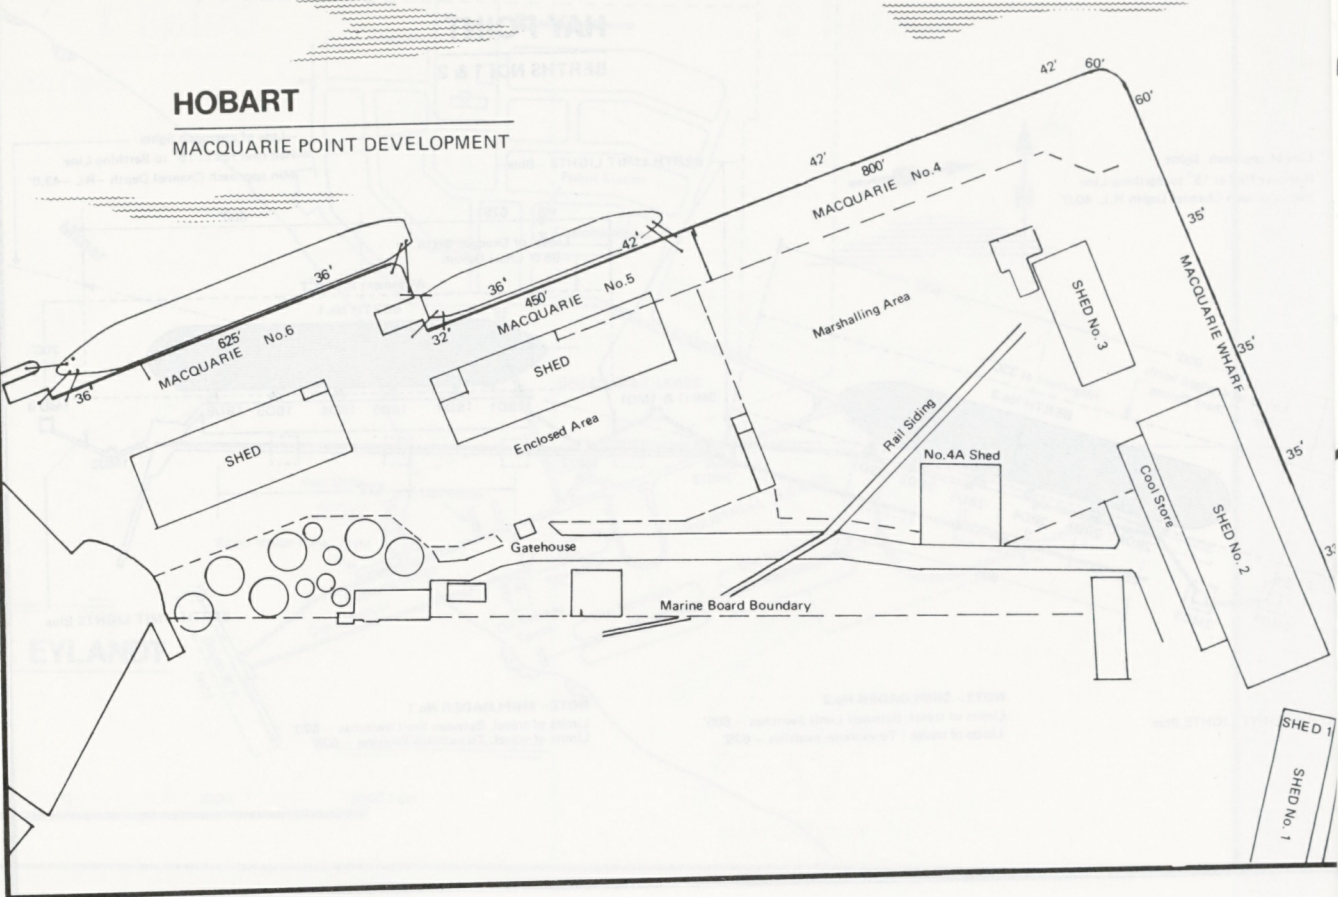 HOBART
MACQUARIE POINT DEVELOPMENT
42'
60'
60'
42'
800'
MACQUARIE No.4
35'
MACQUARIE WHARF
35'
35'
36'
625'
MACQUARIE No.6
36'
42'
36'
450'
MACQUARIE No.5
32'
SHED
SHED
Enclosed Area
Marshalling Area
SHED No. 3
Rail Siding
No.4A Shed
Cool Store
SHED No. 2
Gatehouse
Marine Board Boundary
SHED 1
SHED No. 1